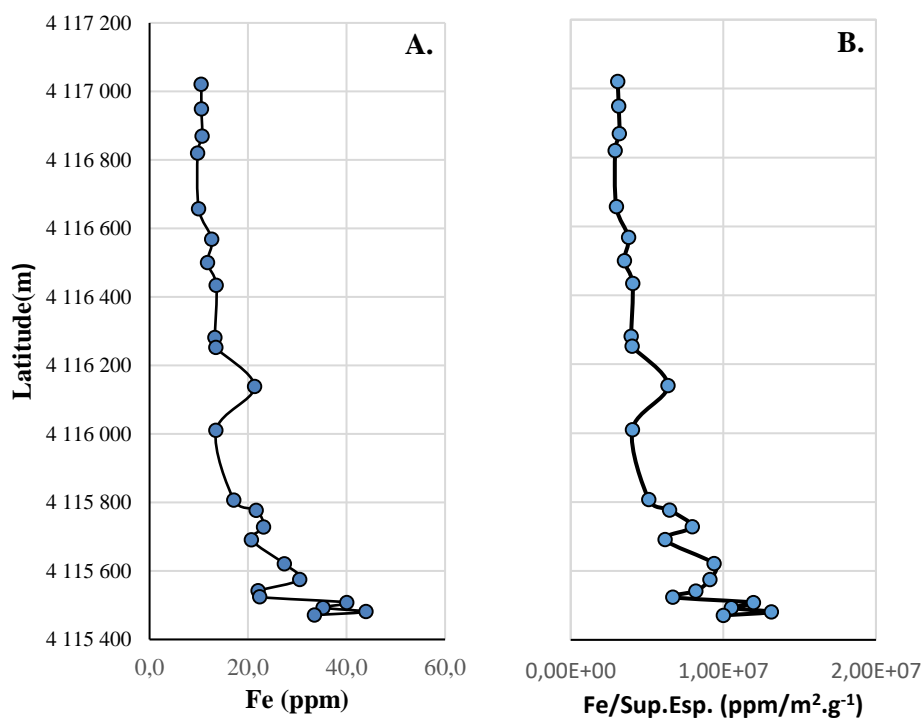 A.
B.
4 117 200
4 117 000
4 116 800
4 116 600
4 116 400
4 116 200
4 116 000
4 115 800
4 115 600
4 115 400
Latitude(m)
0,0 20,0 40,0 60,0
Fe (ppm)
0,00E+00 1,00E+07 2,00E+07
Fe/Sup.Esp. (ppm/m².g⁻¹)